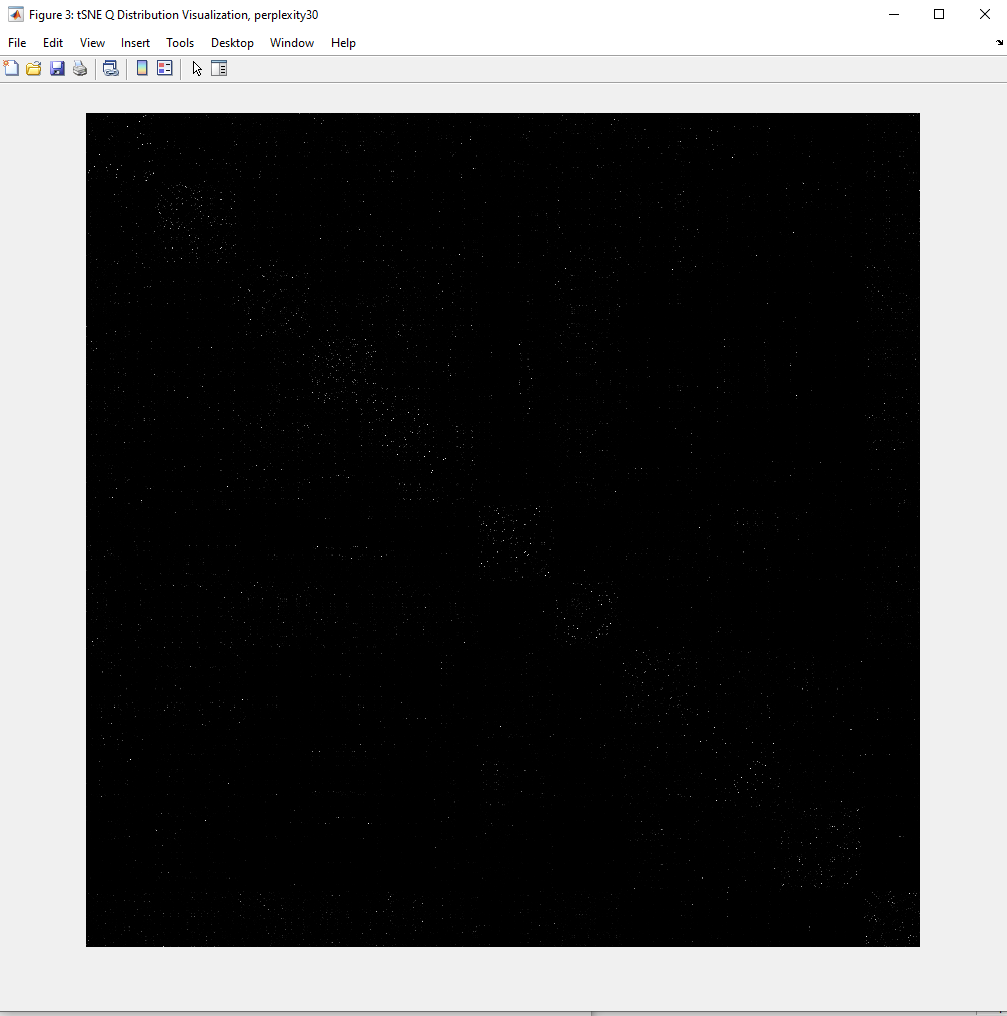 Figure 3: tSNE Q Distribution Visualization, perplexity30
File Edit View Insert Tools Desktop Window Help